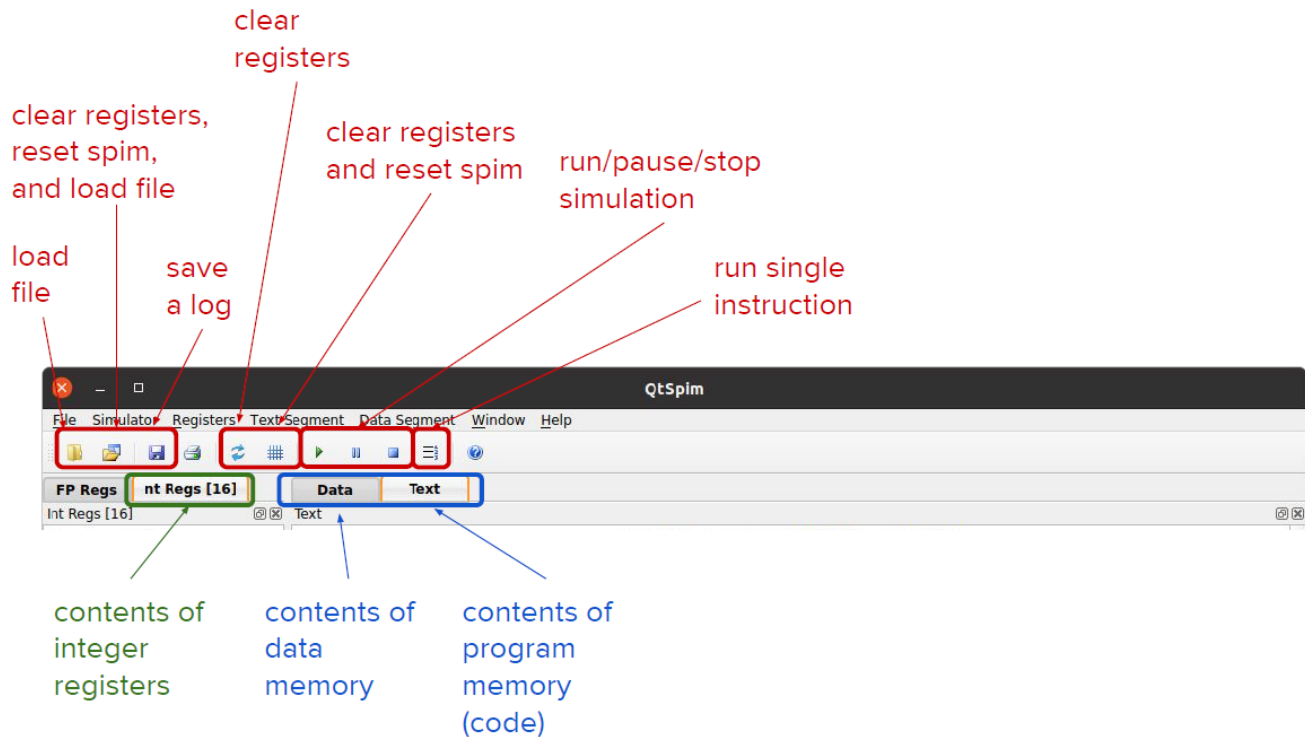 clear
registers
clear registers,
reset spim,
and load file
clear registers
and reset spim
run/pause/stop
simulation
load
file
save
a log
run single
instruction
QtSpim
File Simulator Registers Text Segment Data Segment Window Help
FP Regs nt Regs [16] Data Text
Int Regs [16] Text
contents of
integer
registers
contents of
data
memory
contents of
program
memory
(code)